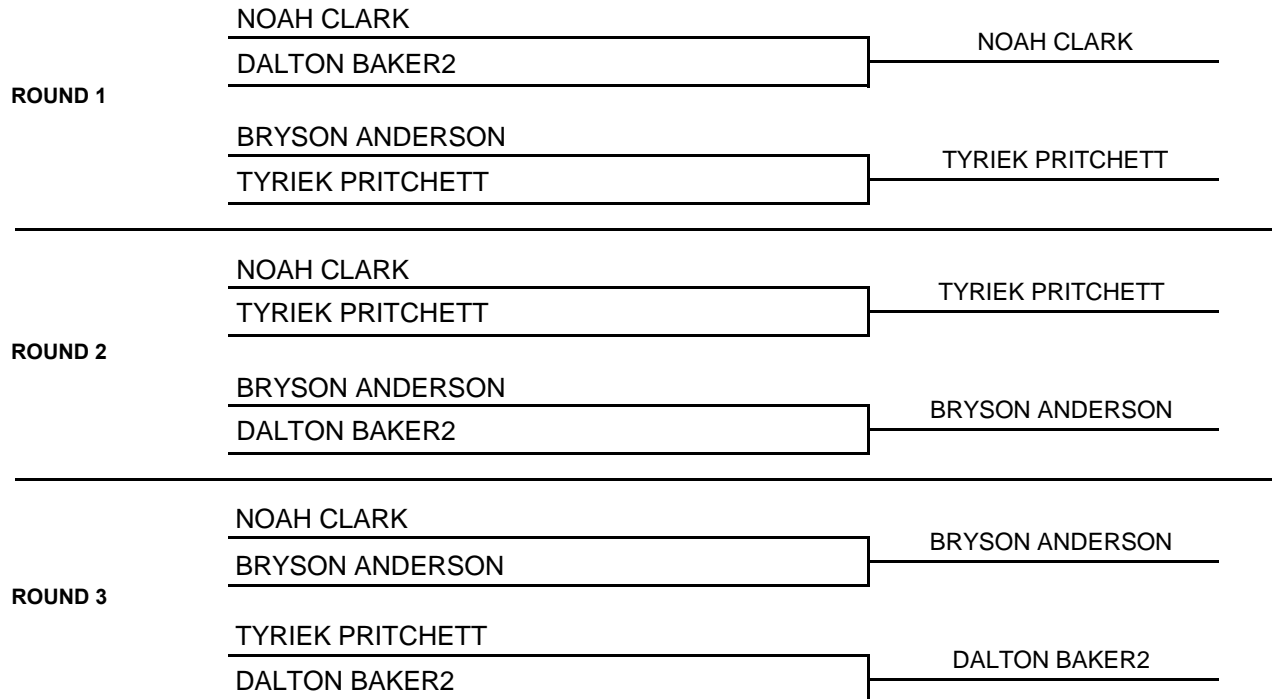 NOAH CLARK
DALTON BAKER2
NOAH CLARK
ROUND 1
BRYSON ANDERSON
TYRIEK PRITCHETT
TYRIEK PRITCHETT
NOAH CLARK
TYRIEK PRITCHETT
TYRIEK PRITCHETT
ROUND 2
BRYSON ANDERSON
DALTON BAKER2
BRYSON ANDERSON
NOAH CLARK
BRYSON ANDERSON
BRYSON ANDERSON
ROUND 3
TYRIEK PRITCHETT
DALTON BAKER2
DALTON BAKER2